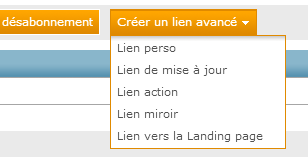 désabonnement
Créer un lien avancé
Lien perso
Lien de mise à jour
Lien action
Lien miroir
Lien vers la Landing page